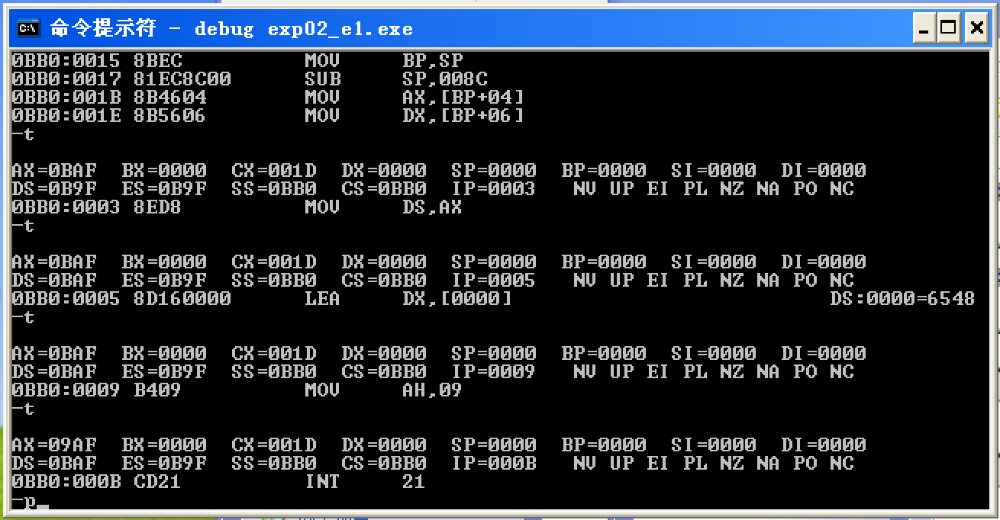 命令提示符 - debug exp02_e1.exe
0BB0:0015 8BEC          MOV     BP,SP
0BB0:0017 81EC8C00      SUB     SP,008C
0BB0:001B 8B4604        MOV     AX,[BP+04]
0BB0:001E 8B5606        MOV     DX,[BP+06]
-t
AX=0BAF  BX=0000  CX=001D  DX=0000  SP=0000  BP=0000  SI=0000  DI=0000
DS=0B9F  ES=0B9F  SS=0BB0  CS=0BB0  IP=0003   NV UP EI PL NZ NA PO NC
0BB0:0003 8ED8          MOV     DS,AX
-t
AX=0BAF  BX=0000  CX=001D  DX=0000  SP=0000  BP=0000  SI=0000  DI=0000
DS=0BAF  ES=0B9F  SS=0BB0  CS=0BB0  IP=0005   NV UP EI PL NZ NA PO NC
0BB0:0005 8D160000      LEA     DX,[0000]                          DS:0000=6548
-t
AX=0BAF  BX=0000  CX=001D  DX=0000  SP=0000  BP=0000  SI=0000  DI=0000
DS=0BAF  ES=0B9F  SS=0BB0  CS=0BB0  IP=0009   NV UP EI PL NZ NA PO NC
0BB0:0009 B409          MOV     AH,09
-t
AX=09AF  BX=0000  CX=001D  DX=0000  SP=0000  BP=0000  SI=0000  DI=0000
DS=0BAF  ES=0B9F  SS=0BB0  CS=0BB0  IP=000B   NV UP EI PL NZ NA PO NC
0BB0:000B CD21          INT     21
-p